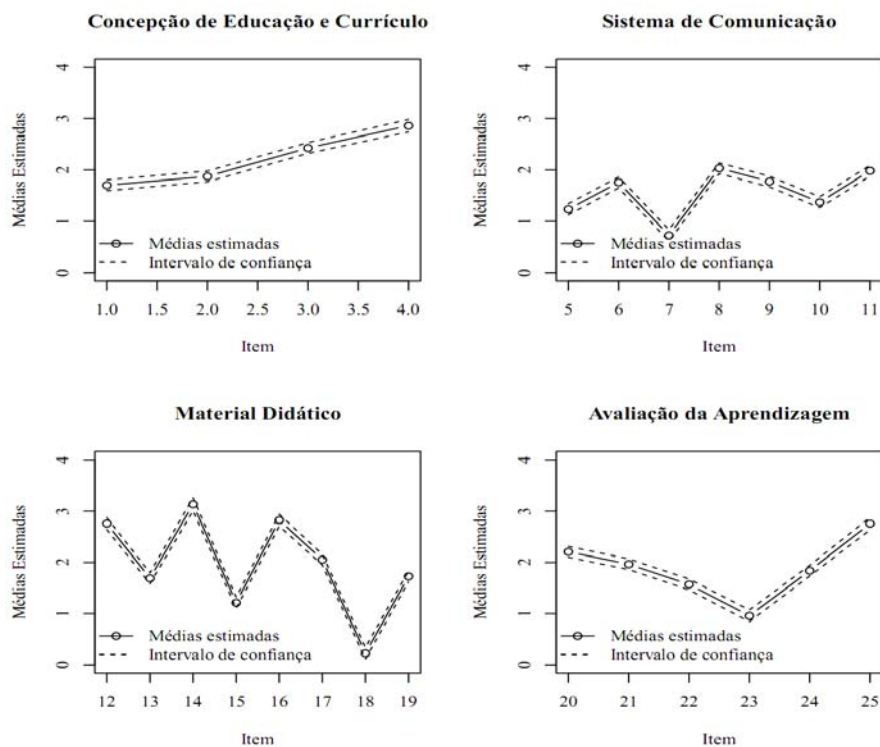 Concepção de Educação e Currículo
Médias Estimadas
4
3
2
1
0
Médias estimadas
Intervalo de confiança
1.0 1.5 2.0 2.5 3.0 3.5 4.0
Item
Sistema de Comunicação
Médias Estimadas
4
3
2
1
0
Médias estimadas
Intervalo de confiança
5 6 7 8 9 10 11
Item
Material Didático
Médias Estimadas
4
3
2
1
0
Médias estimadas
Intervalo de confiança
12 13 14 15 16 17 18 19
Item
Avaliação da Aprendizagem
Médias Estimadas
4
3
2
1
0
Médias estimadas
Intervalo de confiança
20 21 22 23 24 25
Item